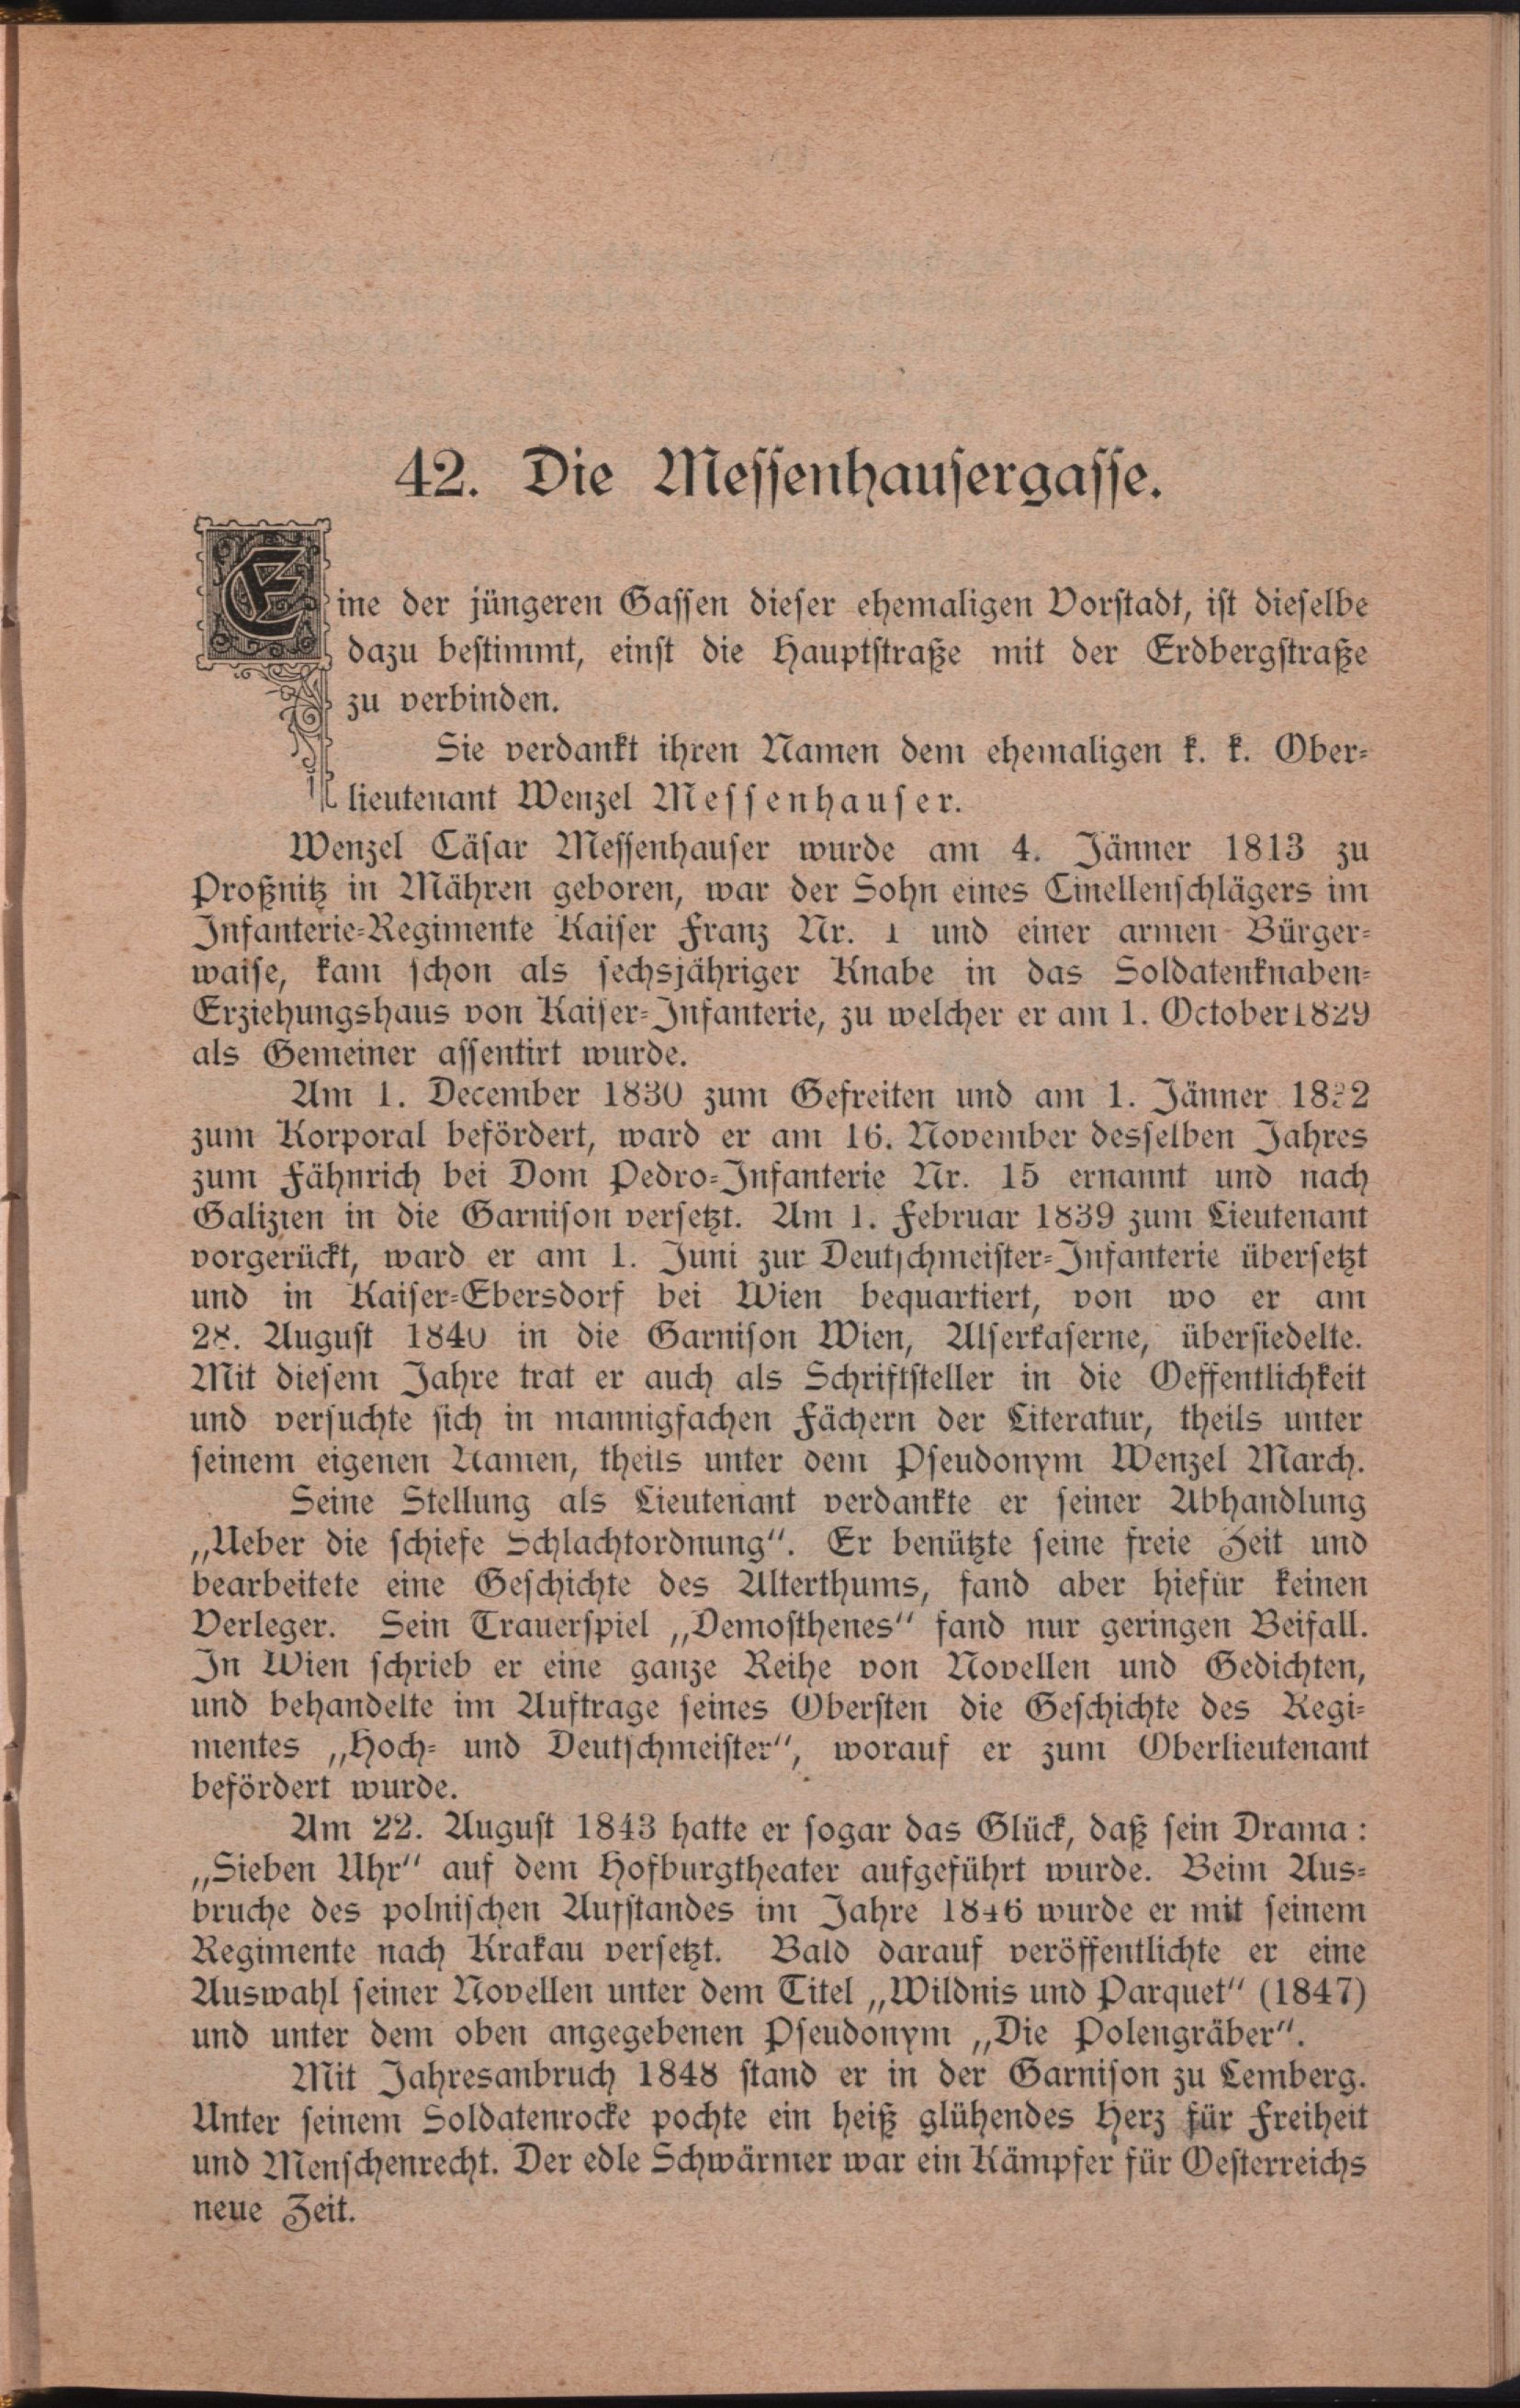 42. Die Messenhausergasse.
Eine der jüngeren Gassen dieser ehemaligen Vorstadt, ist dieselbe
dazu bestimmt, einst die Hauptstraße mit der Erdbergstraße
zu verbinden.
Sie verdankt ihren Namen dem ehemaligen k. k. Ober-
lieutenant Wenzel Messenhauser.
Wenzel Cäsar Messenhauser wurde am 4. Jänner 1813 zu
Proßnitz in Mähren geboren, war der Sohn eines Cinellenschlägers im
Infanterie-Regimente Kaiser Franz Nr. 1 und einer armen Bürger-
waise, kam schon als sechsjähriger Knabe in das Soldatenknaben-
Erziehungshaus von Kaiser-Infanterie, zu welcher er am 1. October 1829
als Gemeiner assentirt wurde.
Am 1. December 1830 zum Gefreiten und am 1. Jänner
zum Korporal befördert, ward er am 16. November desselben Jahres
zum Fähnrich bei Dom Pedro-Infanterie Nr. 15 ernannt und nach
Galizien in die Garnison versetzt. Am 1. Februar 1839 zum Lieutenant
vorgerückt, ward er am 1. Juni zur Deutschmeister-Infanterie übersetzt
und in Kaiser-Ebersdorf bei Wien bequartiert, von wo er am
28. August 1840 in die Garnison Wien, Alserkaserne, übersiedelte.
Mit diesem Jahre trat er auch als Schriftsteller in die Oeffentlichkeit
und versuchte sich in mannigfachen Fächern der Literatur, theils unter
seinem eigenen Namen, theils unter dem Pseudonym Wenzel March.
Seine Stellung als Lieutenant verdankte er seiner Abhandlung
„Ueber die schiefe Schlachtordnung“. Er benützte seine freie Zeit und
bearbeitete eine Geschichte des Alterthums, fand aber hiefür keinen
Verleger. Sein Trauerspiel „Demosthenes“ fand nur geringen Beifall.
In Wien schrieb er eine ganze Reihe von Novellen und Gedichten,
und behandelte im Auftrage seines Obersten die Geschichte des Regi-
mentes „Hoch- und Deutschmeister“, worauf er zum Oberlieutenant
befördert wurde.
Am 22. August 1843 hatte er sogar das Glück, daß sein Drama:
„Sieben Uhr“ auf dem Hofburgtheater aufgeführt wurde. Beim Aus-
bruche des polnischen Aufstandes im Jahre 1846 wurde er mit seinem
Regimente nach Krakau versetzt. Bald darauf veröffentlichte er eine
Auswahl seiner Novellen unter dem Titel „Wildnis und Parquet“ (1847)
und unter dem oben angegebenen Pseudonym „Die Polengräber“.
Mit Jahresanbruch 1848 stand er in der Garnison zu Lemberg.
Unter seinem Soldatenrocke pochte ein heiß glühendes Herz für Freiheit
und Menschenrecht. Der edle Schwärmer war ein Kämpfer für Oesterreichs
neue Zeit.